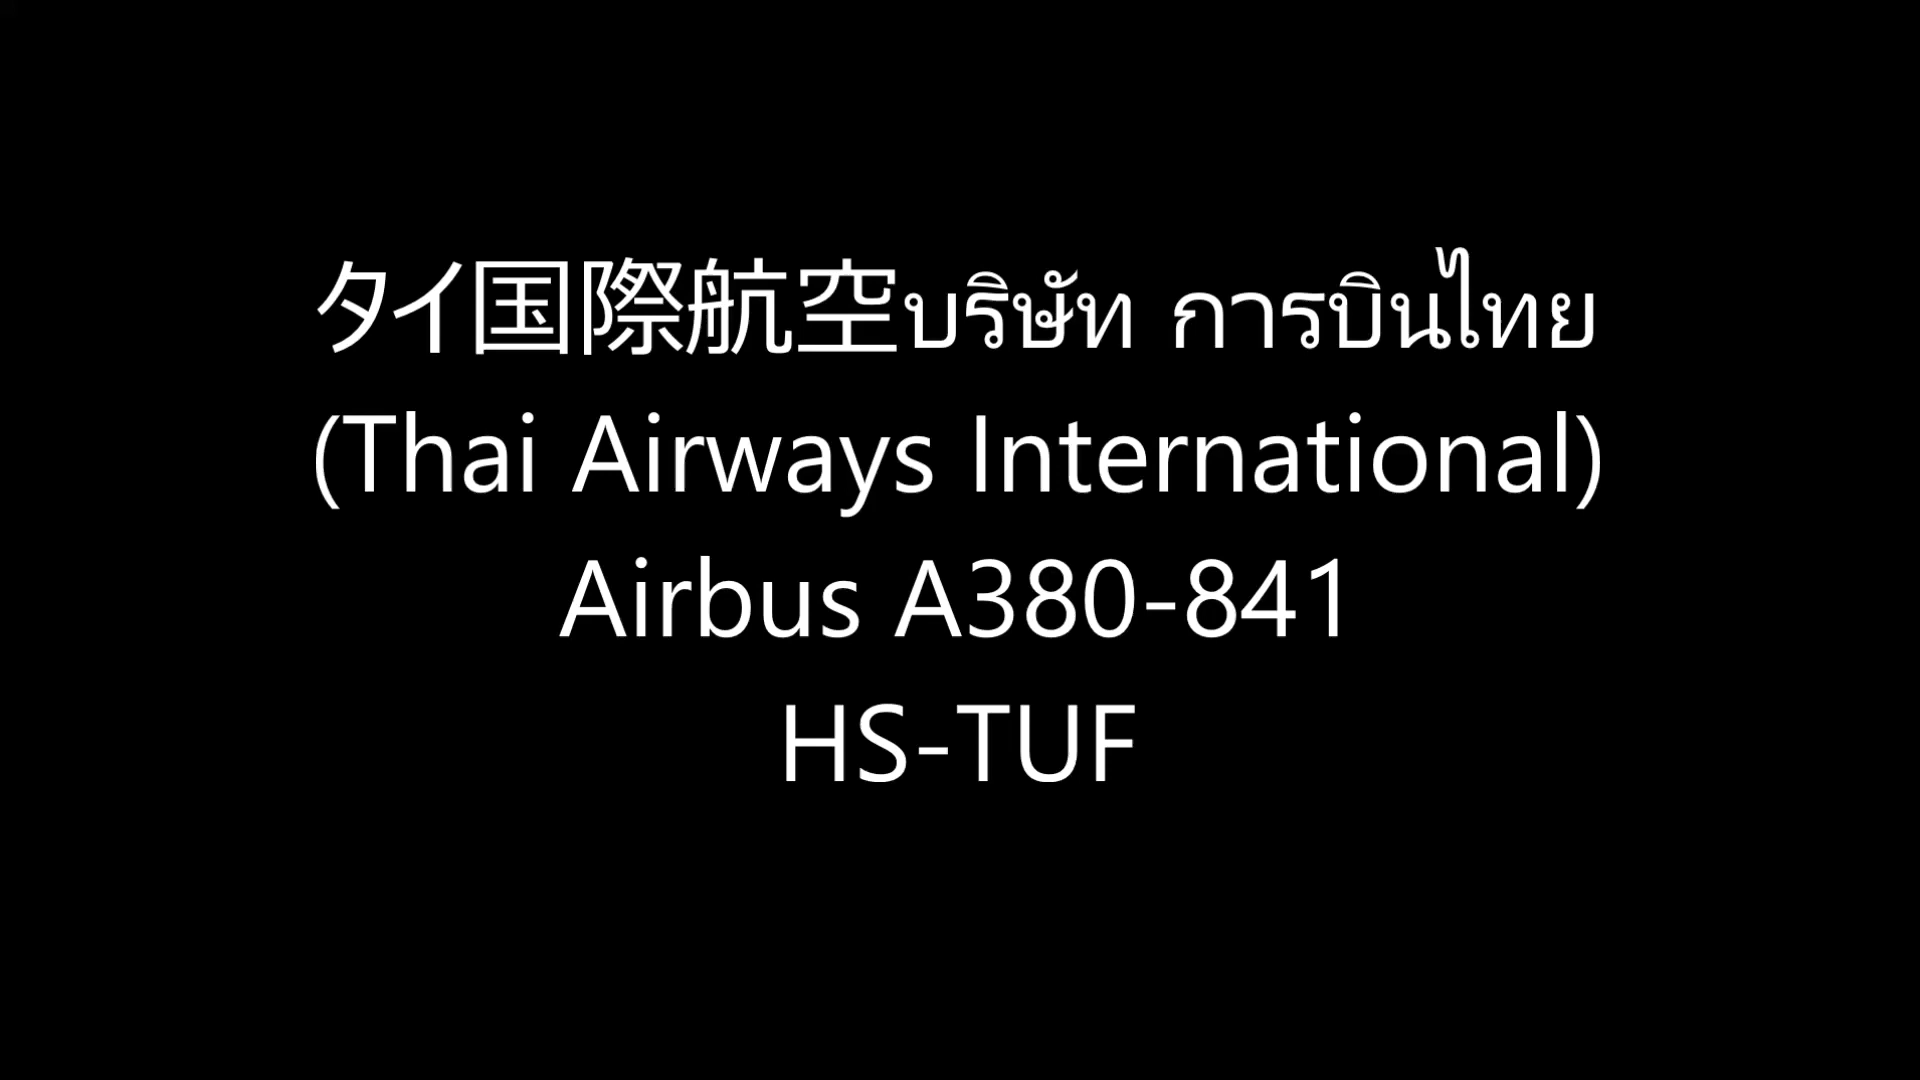 タイ国際航空บริษัท การบินไทย
(Thai Airways International)
Airbus A380-841
HS-TUF